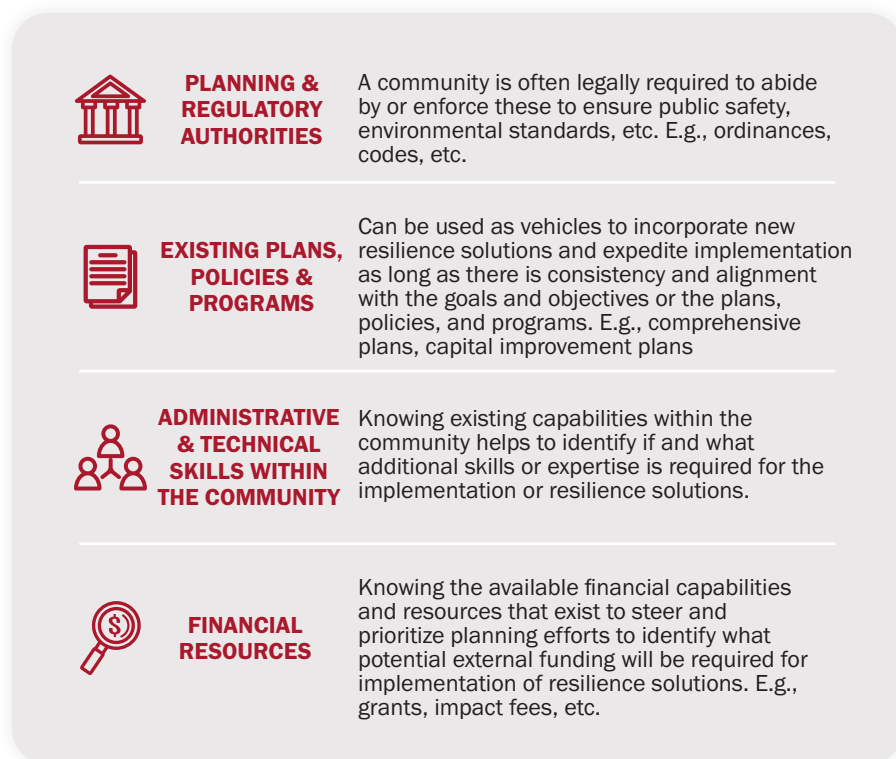 PLANNING &
REGULATORY
AUTHORITIES
A community is often legally required to abide
by or enforce these to ensure public safety,
environmental standards, etc. E.g., ordinances,
codes, etc.
EXISTING PLANS,
POLICIES &
PROGRAMS
Can be used as vehicles to incorporate new
resilience solutions and expedite implementation
as long as there is consistency and alignment
with the goals and objectives or the plans,
policies, and programs. E.g., comprehensive
plans, capital improvement plans
ADMINISTRATIVE
& TECHNICAL
SKILLS WITHIN
THE COMMUNITY
Knowing existing capabilities within the
community helps to identify if and what
additional skills or expertise is required for the
implementation or resilience solutions.
$
FINANCIAL
RESOURCES
Knowing the available financial capabilities
and resources that exist to steer and
prioritize planning efforts to identify what
potential external funding will be required for
implementation of resilience solutions. E.g.,
grants, impact fees, etc.